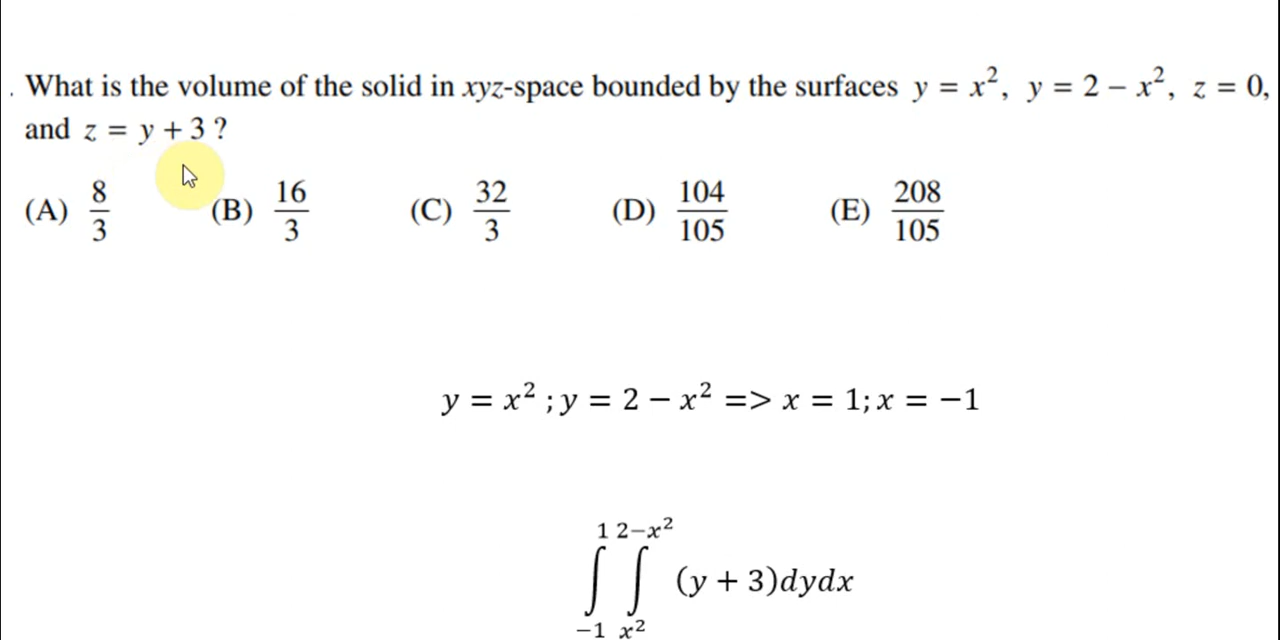 . What is the volume of the solid in xyz-space bounded by the surfaces y = x², y = 2 − x², z = 0,
and z = y + 3 ?
(A) 8/3 (B) 16/3 (C) 32/3 (D) 104/105 (E) 208/105
y = x² ; y = 2 − x² => x = 1; x = −1
∫_{−1}^{1} ∫_{x²}^{2−x²} (y + 3)dydx